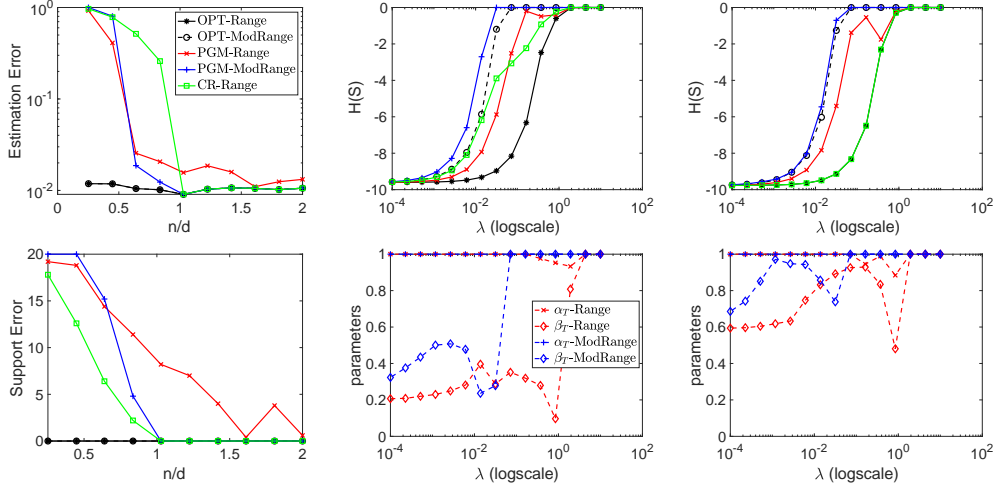 Estimation Error
10^0
10^-1
10^-2
0
0.5
1
1.5
2
n/d
OPT-Range
OPT-ModRange
PGM-Range
PGM-ModRange
CR-Range
H(S)
0
-2
-4
-6
-8
-10
10^-4
10^-2
10^0
10^2
λ (logscale)
H(S)
0
-2
-4
-6
-8
-10
10^-4
10^-2
10^0
10^2
λ (logscale)
Support Error
20
15
10
5
0
0.5
1
1.5
2
n/d
parameters
1
0.8
0.6
0.4
0.2
0
10^-4
10^-2
10^0
10^2
λ (logscale)
α_T-Range
β_T-Range
α_T-ModRange
β_T-ModRange
parameters
1
0.8
0.6
0.4
0.2
0
10^-4
10^-2
10^0
10^2
λ (logscale)